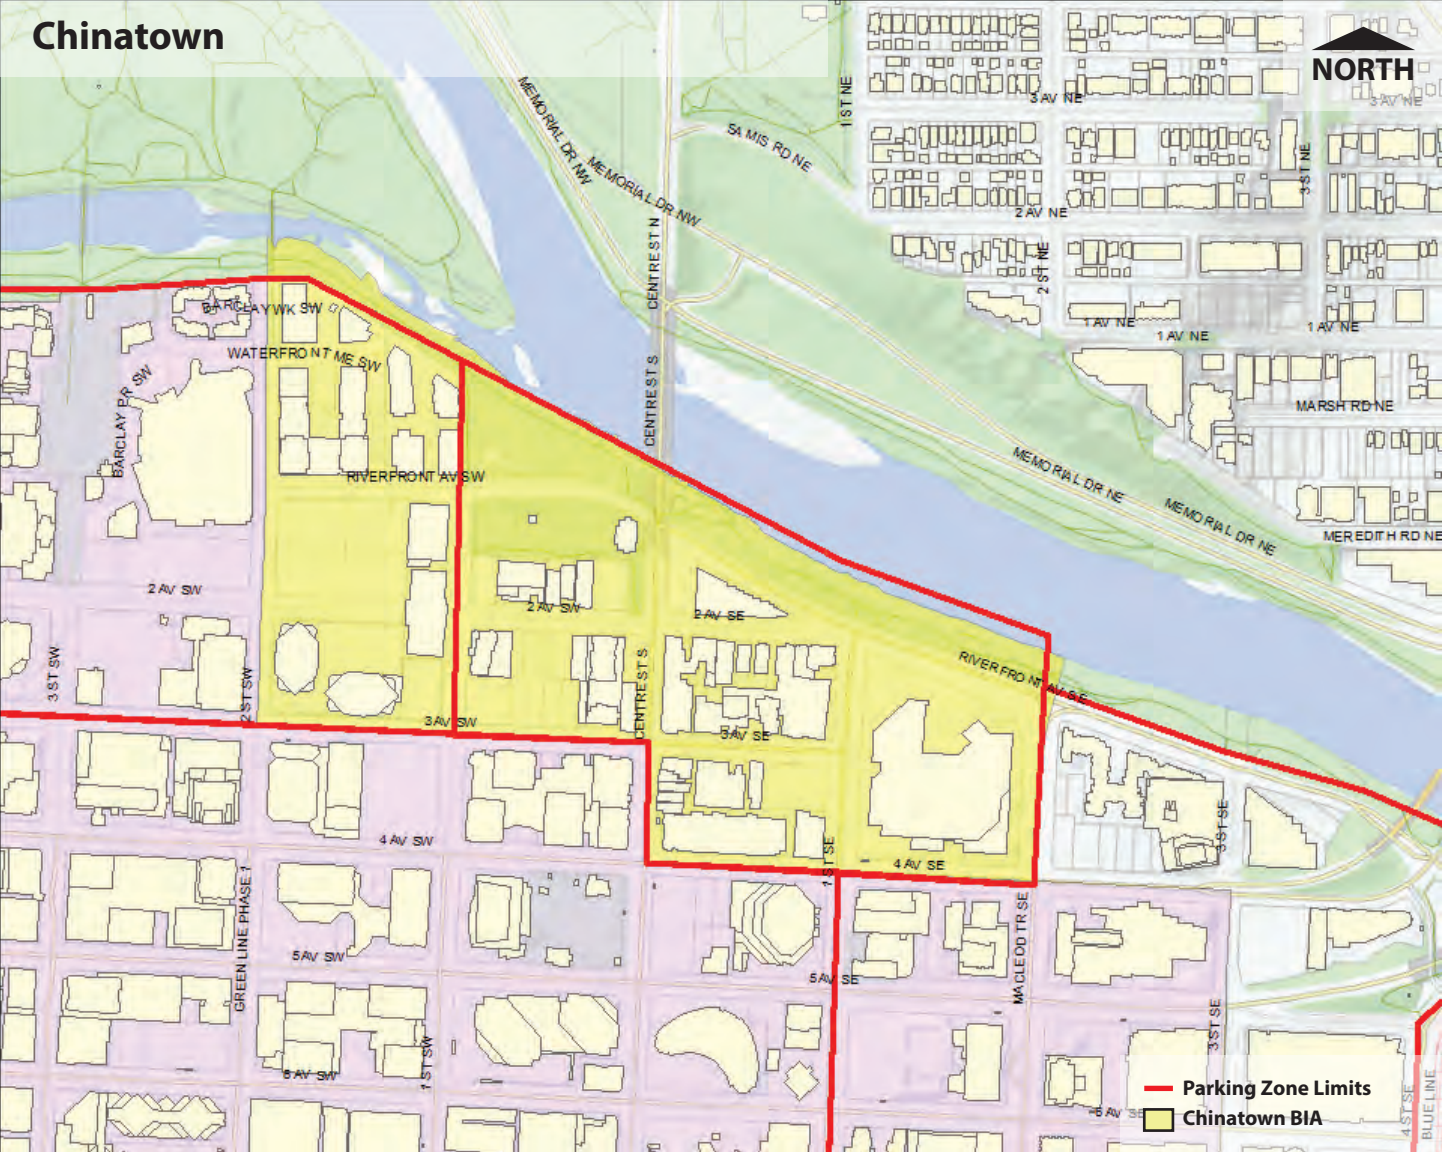 Chinatown
NORTH
3 AV NE
3 AV NE
1 ST NE
MEMORIAL DR NW
SAMIS RD NE
MEMORIAL DR NW
3 ST NE
2 AV NE
CENTRE ST N
2 ST NE
BARCLAY WK SW
1 AV NE
1 AV NE
1 AV NE
WATERFRONT ME SW
BARCLAY PR SW
CENTRE ST S
MARSH RD NE
RIVERFRONT AV SW
MEMORIAL DR NE
MEMORIAL DR NE
MEREDITH RD NE
2 AV SW
2 AV SW
2 AV SE
3 ST SW
2 ST SW
CENTRE ST S
RIVERFRONT AV SE
3 AV SW
3 AV SE
4 AV SW
1 ST SE
4 AV SE
3 ST SE
GREEN LINE PHASE 1
5 AV SW
5 AV SE
MACLEOD TR SE
3 ST SE
1 ST SW
6 AV SW
6 AV SE
Parking Zone Limits
Chinatown BIA
4 ST SE
BLUE LINE